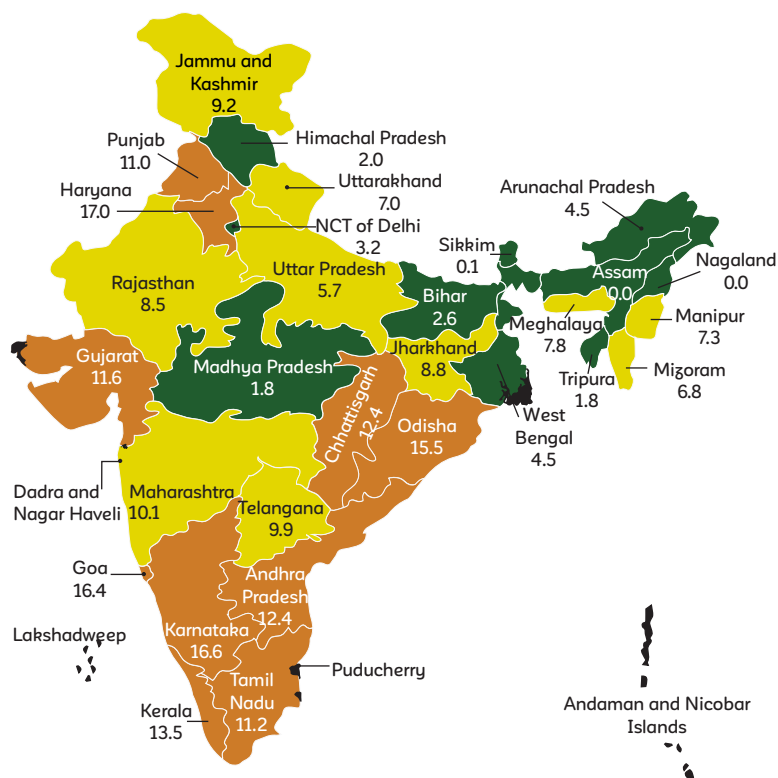 Jammu and
Kashmir
9.2
Punjab
11.0
Himachal Pradesh
2.0
Haryana
17.0
Uttarakhand
7.0
NCT of Delhi
3.2
Arunachal Pradesh
4.5
Sikkim
0.1
Assam
0.0
Nagaland
0.0
Rajasthan
8.5
Uttar Pradesh
5.7
Bihar
2.6
Meghalaya
7.8
Manipur
7.3
Gujarat
11.6
Madhya Pradesh
1.8
Jharkhand
8.8
Tripura
1.8
Mizoram
6.8
Chhattisgarh
12.4
Odisha
15.5
West
Bengal
4.5
Dadra and
Nagar Haveli
Maharashtra
10.1
Telangana
9.9
Goa
16.4
Andhra
Pradesh
12.4
Karnataka
16.6
Lakshadweep
Puducherry
Tamil
Nadu
11.2
Kerala
13.5
Andaman and Nicobar
Islands